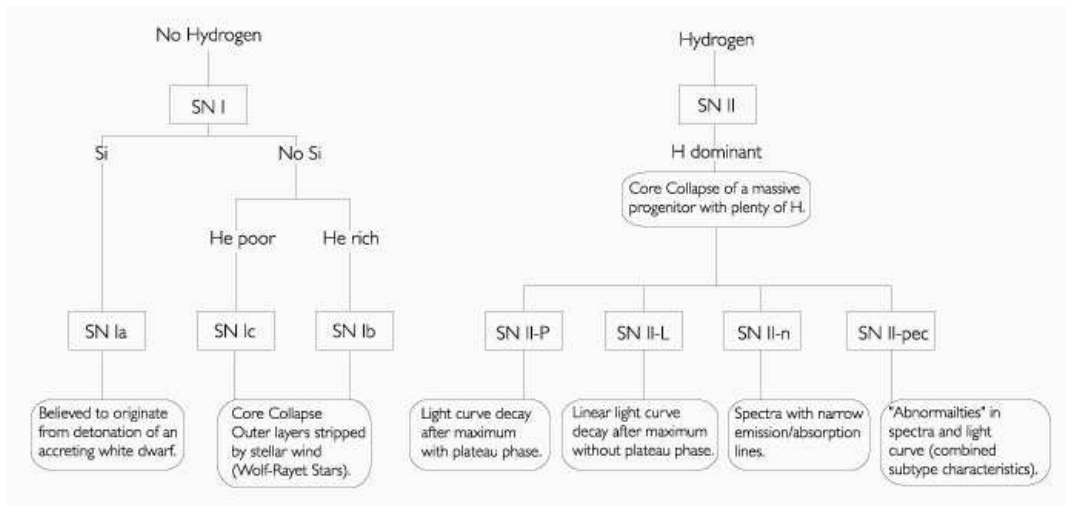 No Hydrogen
Hydrogen
SN I
SN II
Si
No Si
H dominant
Core Collapse of a massive
progenitor with plenty of H.
He poor
He rich
SN Ia
SN Ic
SN Ib
SN II-P
SN II-L
SN II-n
SN II-pec
Believed to originate
from detonation of an
accreting white dwarf.
Core Collapse
Outer layers stripped
by stellar wind
(Wolf-Rayet Stars).
Light curve decay
after maximum
with plateau phase.
Linear light curve
decay after maximum
without plateau phase.
Spectra with narrow
emission/absorption
lines.
"Abnormailties" in
spectra and light
curve (combined
subtype characteristics).